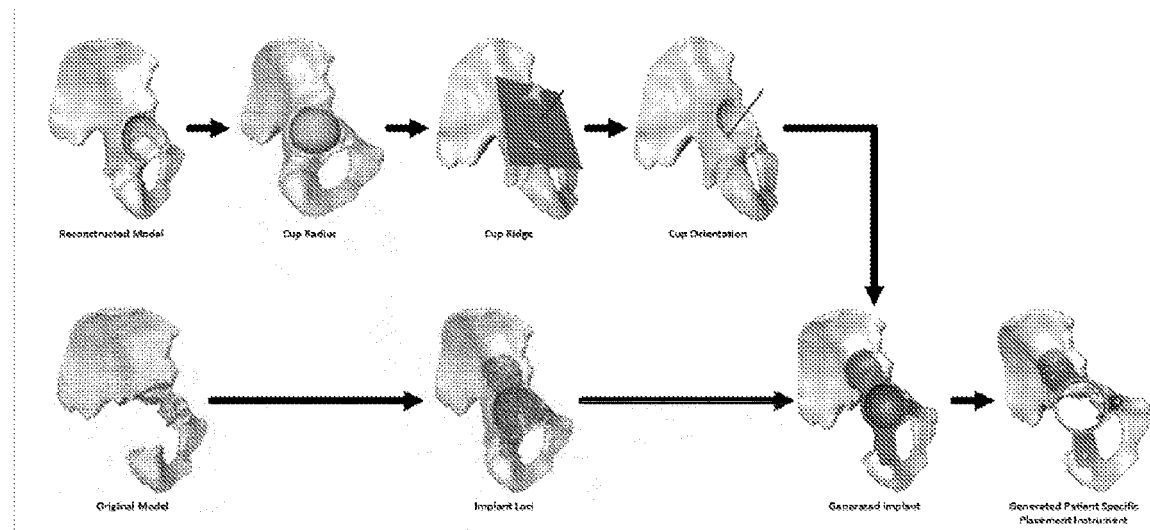 Reconstructed Model
Cup Radius
Cup Ridge
Cup Orientation
Original Model
Implant Loci
Generated Implant
Generated Patient Specific
Placement Instrument